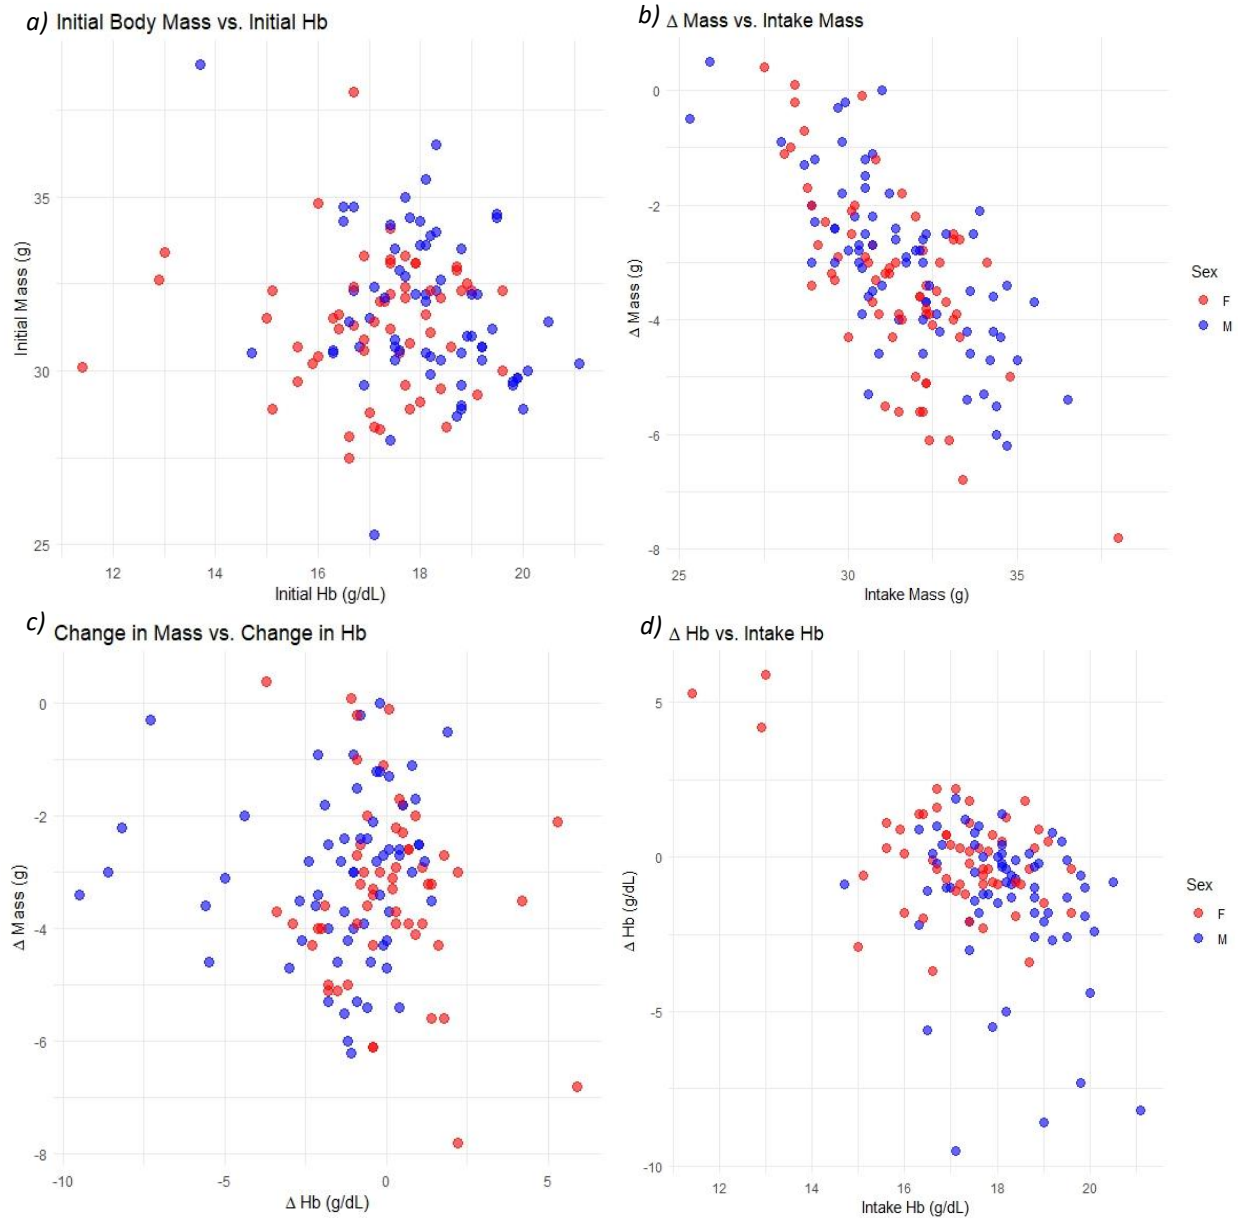 a) Initial Body Mass vs. Initial Hb
35
30
25
12 14 16 18 20
Initial Mass (g)
Initial Hb (g/dL)
b) Δ Mass vs. Intake Mass
0
-2
-4
-6
-8
25 30 35
Δ Mass (g)
Intake Mass (g)
Sex
F
M
c) Change in Mass vs. Change in Hb
0
-2
-4
-6
-8
-10 -5 0 5
Δ Mass (g)
Δ Hb (g/dL)
d) Δ Hb vs. Intake Hb
5
0
-5
-10
12 14 16 18 20
Δ Hb (g/dL)
Intake Hb (g/dL)
Sex
F
M